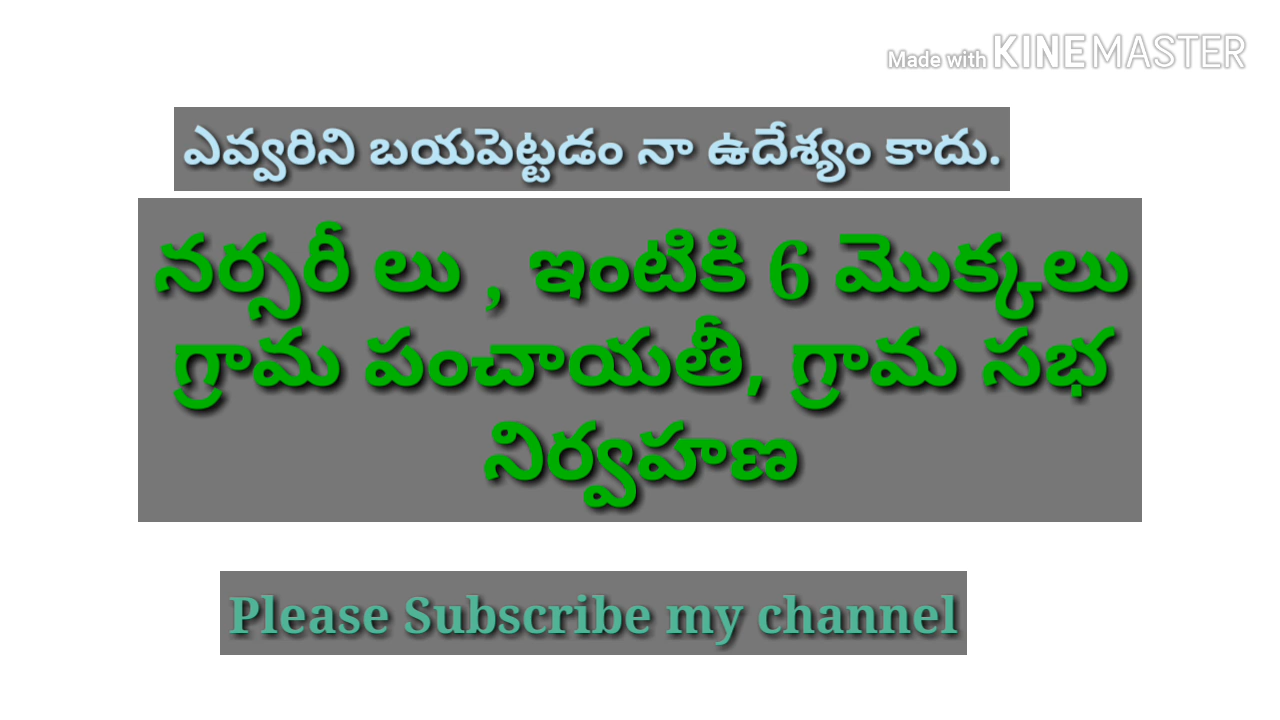 Made with KINEMASTER
ఎవ్వరిని బయపెట్టడం నా ఉదేశ్యం కాదు.
నర్సరీ లు , ఇంటికి 6 మొక్కలు
గ్రామ పంచాయతీ, గ్రామ సభ
నిర్వహణ
Please Subscribe my channel